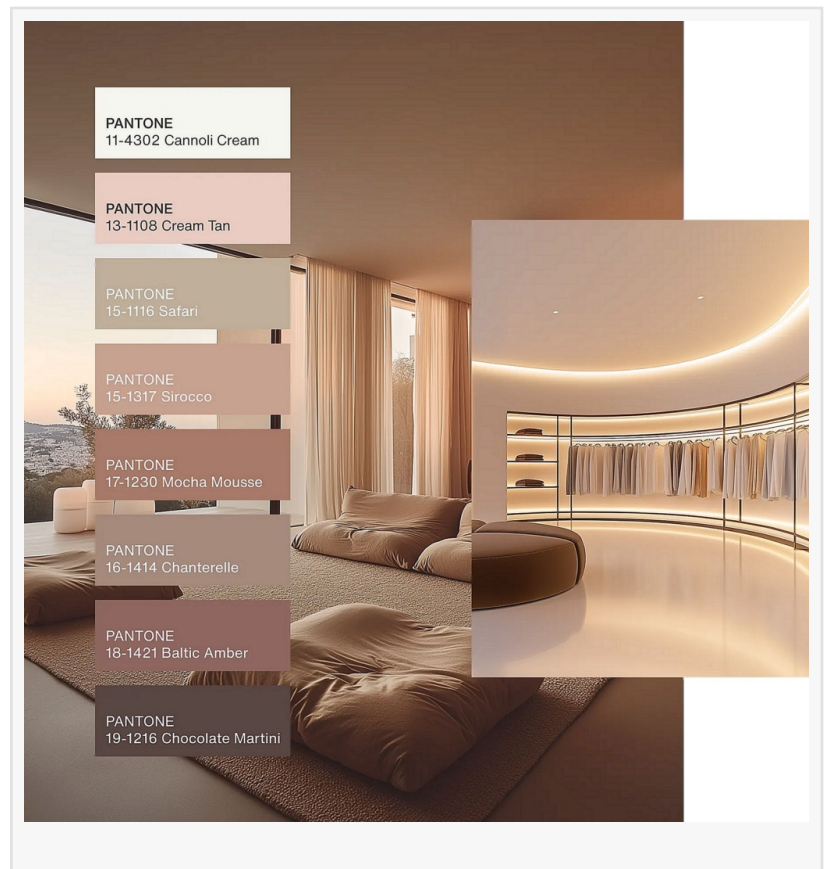 PANTONE
11-4302 Cannoli Cream
PANTONE
13-1108 Cream Tan
PANTONE
15-1116 Safari
PANTONE
15-1317 Sirocco
PANTONE
17-1230 Mocha Mousse
PANTONE
16-1414 Chanterelle
PANTONE
18-1421 Baltic Amber
PANTONE
19-1216 Chocolate Martini